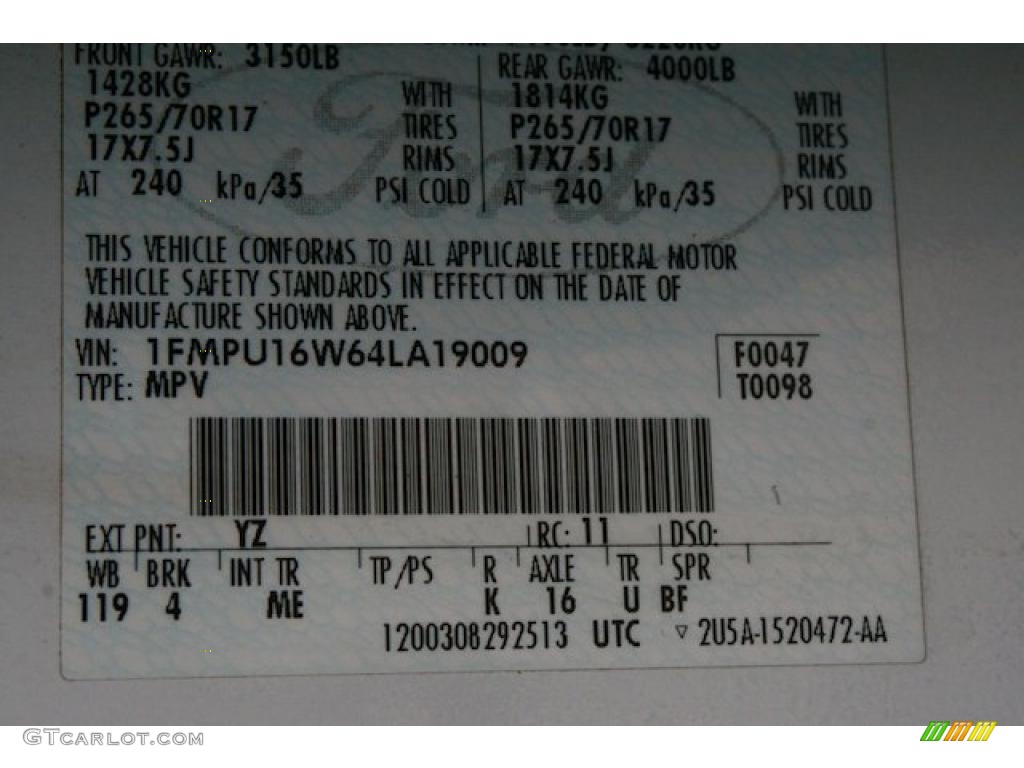 FRONT GAWR: 3150LB REAR GAWR: 4000LB
1428KG WITH 1814KG WITH
P265/70R17 TIRES P265/70R17 TIRES
17X7.5J RIMS 17X7.5J RIMS
AT 240 kPa/35 PSI COLD AT 240 kPa/35 PSI COLD
Ford
THIS VEHICLE CONFORMS TO ALL APPLICABLE FEDERAL MOTOR
VEHICLE SAFETY STANDARDS IN EFFECT ON THE DATE OF
MANUFACTURE SHOWN ABOVE.
VIN: 1FMPU16W64LA19009 F0047
TYPE: MPV T0098
EXT PNT: YZ RC: 11 DSO:
WB BRK INT TR TP/PS R AXLE TR SPR
119 4 ME K 16 U BF
1200308292513 UTC ▽ 2U5A-1520472-AA
GTCARLOT.COM